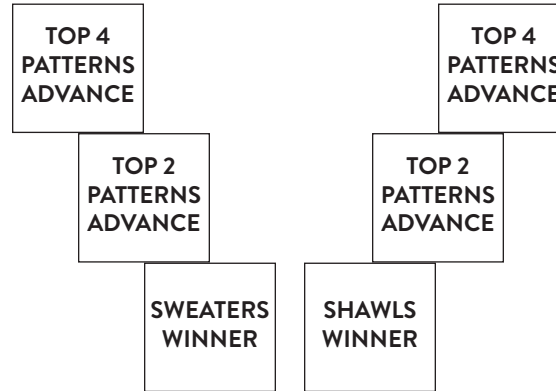 TOP 4
PATTERNS
ADVANCE
TOP 4
PATTERNS
ADVANCE
TOP 2
PATTERNS
ADVANCE
TOP 2
PATTERNS
ADVANCE
SWEATERS
WINNER
SHAWLS
WINNER